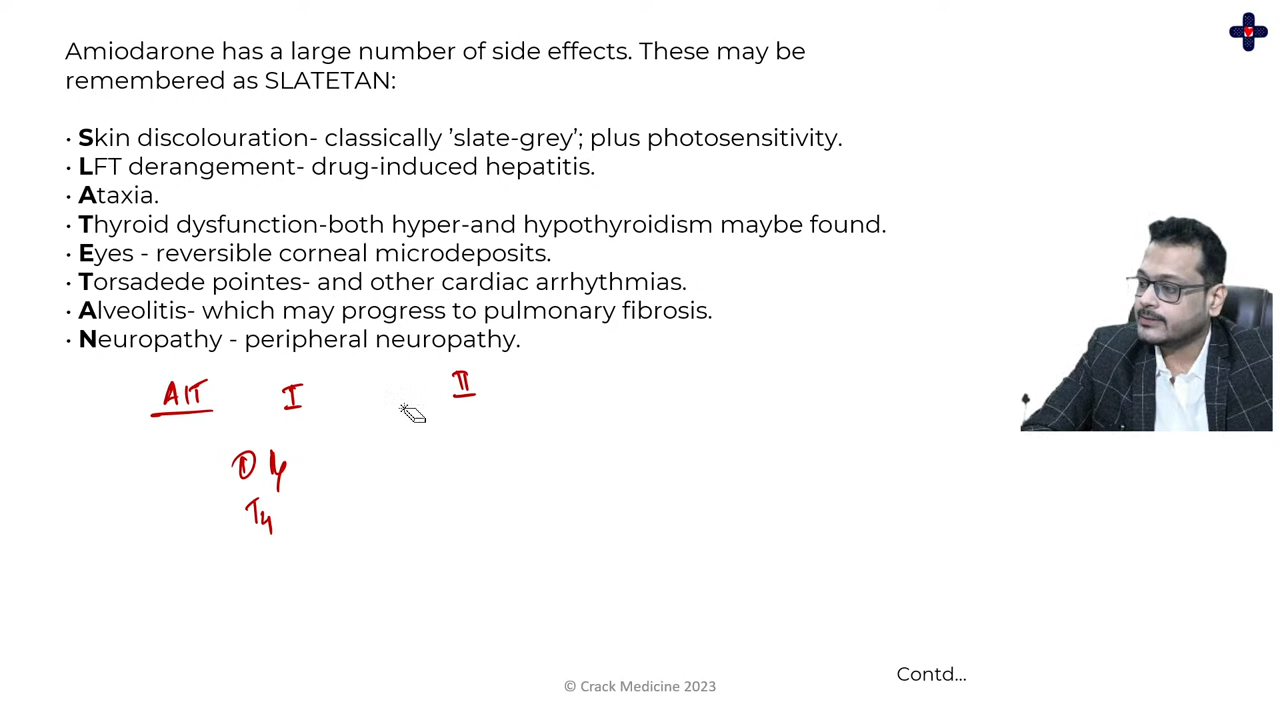 Amiodarone has a large number of side effects. These may be
remembered as SLATETAN:
· Skin discolouration- classically ’slate-grey’; plus photosensitivity.
· LFT derangement- drug-induced hepatitis.
· Ataxia.
· Thyroid dysfunction-both hyper-and hypothyroidism maybe found.
· Eyes - reversible corneal microdeposits.
· Torsadede pointes- and other cardiac arrhythmias.
· Alveolitis- which may progress to pulmonary fibrosis.
· Neuropathy - peripheral neuropathy.
AIT I II
T4
Contd...
© Crack Medicine 2023